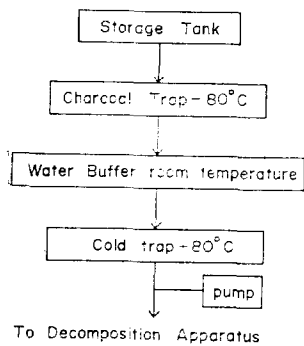 Storage Tank
Charcoal Trap - 80°C
Water Buffer room temperature
Cold trap - 80°C
pump
To Decomposition Apparatus